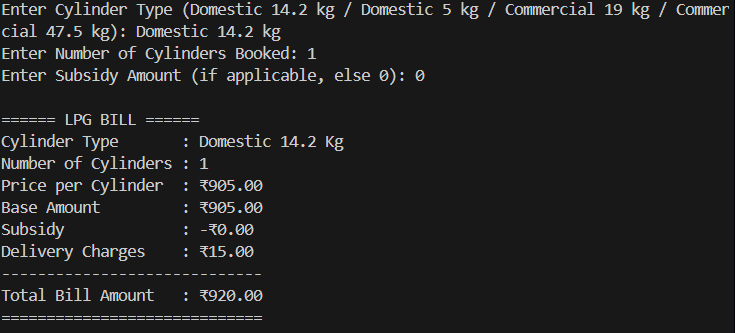 Enter Cylinder Type (Domestic 14.2 kg / Domestic 5 kg / Commercial 19 kg / Commer
cial 47.5 kg): Domestic 14.2 kg
Enter Number of Cylinders Booked: 1
Enter Subsidy Amount (if applicable, else 0): 0

====== LPG BILL ======
Cylinder Type       : Domestic 14.2 Kg
Number of Cylinders : 1
Price per Cylinder  : ₹905.00
Base Amount         : ₹905.00
Subsidy             : -₹0.00
Delivery Charges    : ₹15.00
-----------------------------
Total Bill Amount   : ₹920.00
=============================